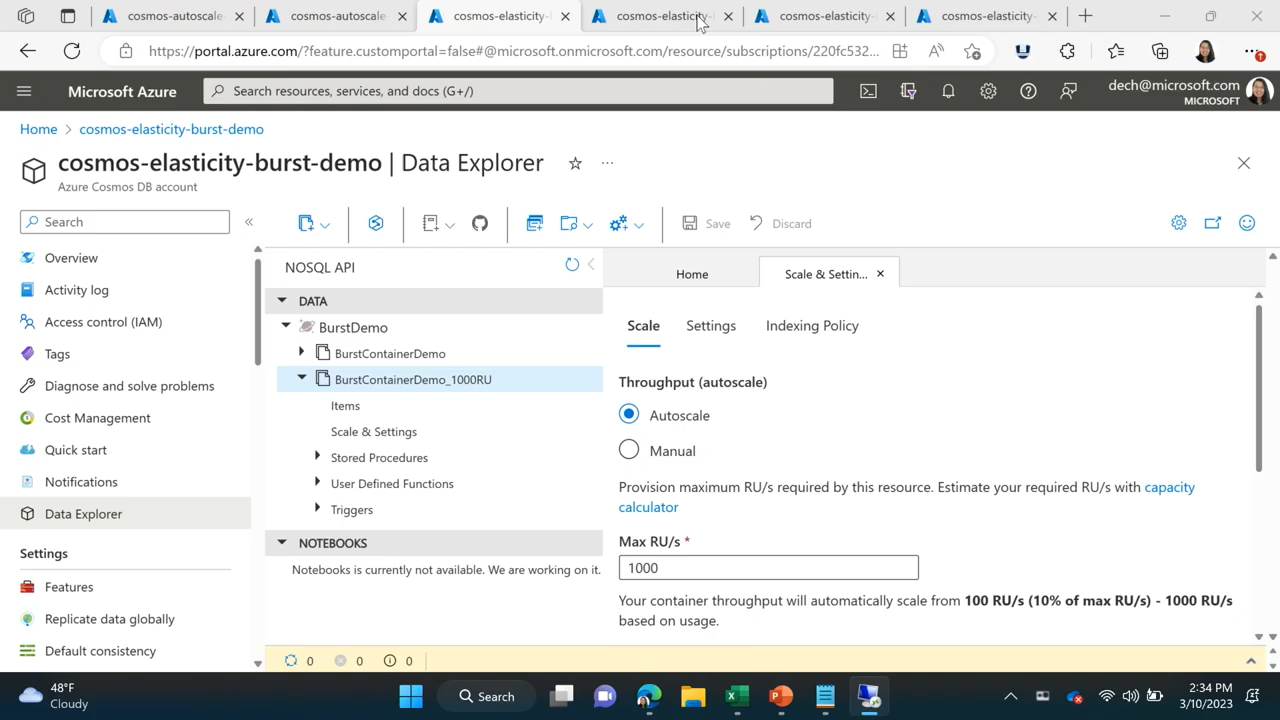 cosmos-autoscale
cosmos-autoscale
cosmos-elasticity-
cosmos-elasticity-
cosmos-elasticity-
cosmos-elasticity-
https://portal.azure.com/?feature.customportal=false#@microsoft.onmicrosoft.com/resource/subscriptions/220fc532...
Microsoft Azure
Search resources, services, and docs (G+/)
dech@microsoft.com
MICROSOFT
Home > cosmos-elasticity-burst-demo
cosmos-elasticity-burst-demo | Data Explorer
Azure Cosmos DB account
Search
Save
Discard
Overview
Activity log
Access control (IAM)
Tags
Diagnose and solve problems
Cost Management
Quick start
Notifications
Data Explorer
Settings
Features
Replicate data globally
Default consistency
NOSQL API
DATA
BurstDemo
BurstContainerDemo
BurstContainerDemo_1000RU
Items
Scale & Settings
Stored Procedures
User Defined Functions
Triggers
NOTEBOOKS
Notebooks is currently not available. We are working on it.
Home
Scale & Settin...
Scale
Settings
Indexing Policy
Throughput (autoscale)
Autoscale
Manual
Provision maximum RU/s required by this resource. Estimate your required RU/s with capacity
calculator
Max RU/s *
1000
Your container throughput will automatically scale from 100 RU/s (10% of max RU/s) - 1000 RU/s
based on usage.
0
0
0
48°F
Cloudy
Search
2:34 PM
3/10/2023